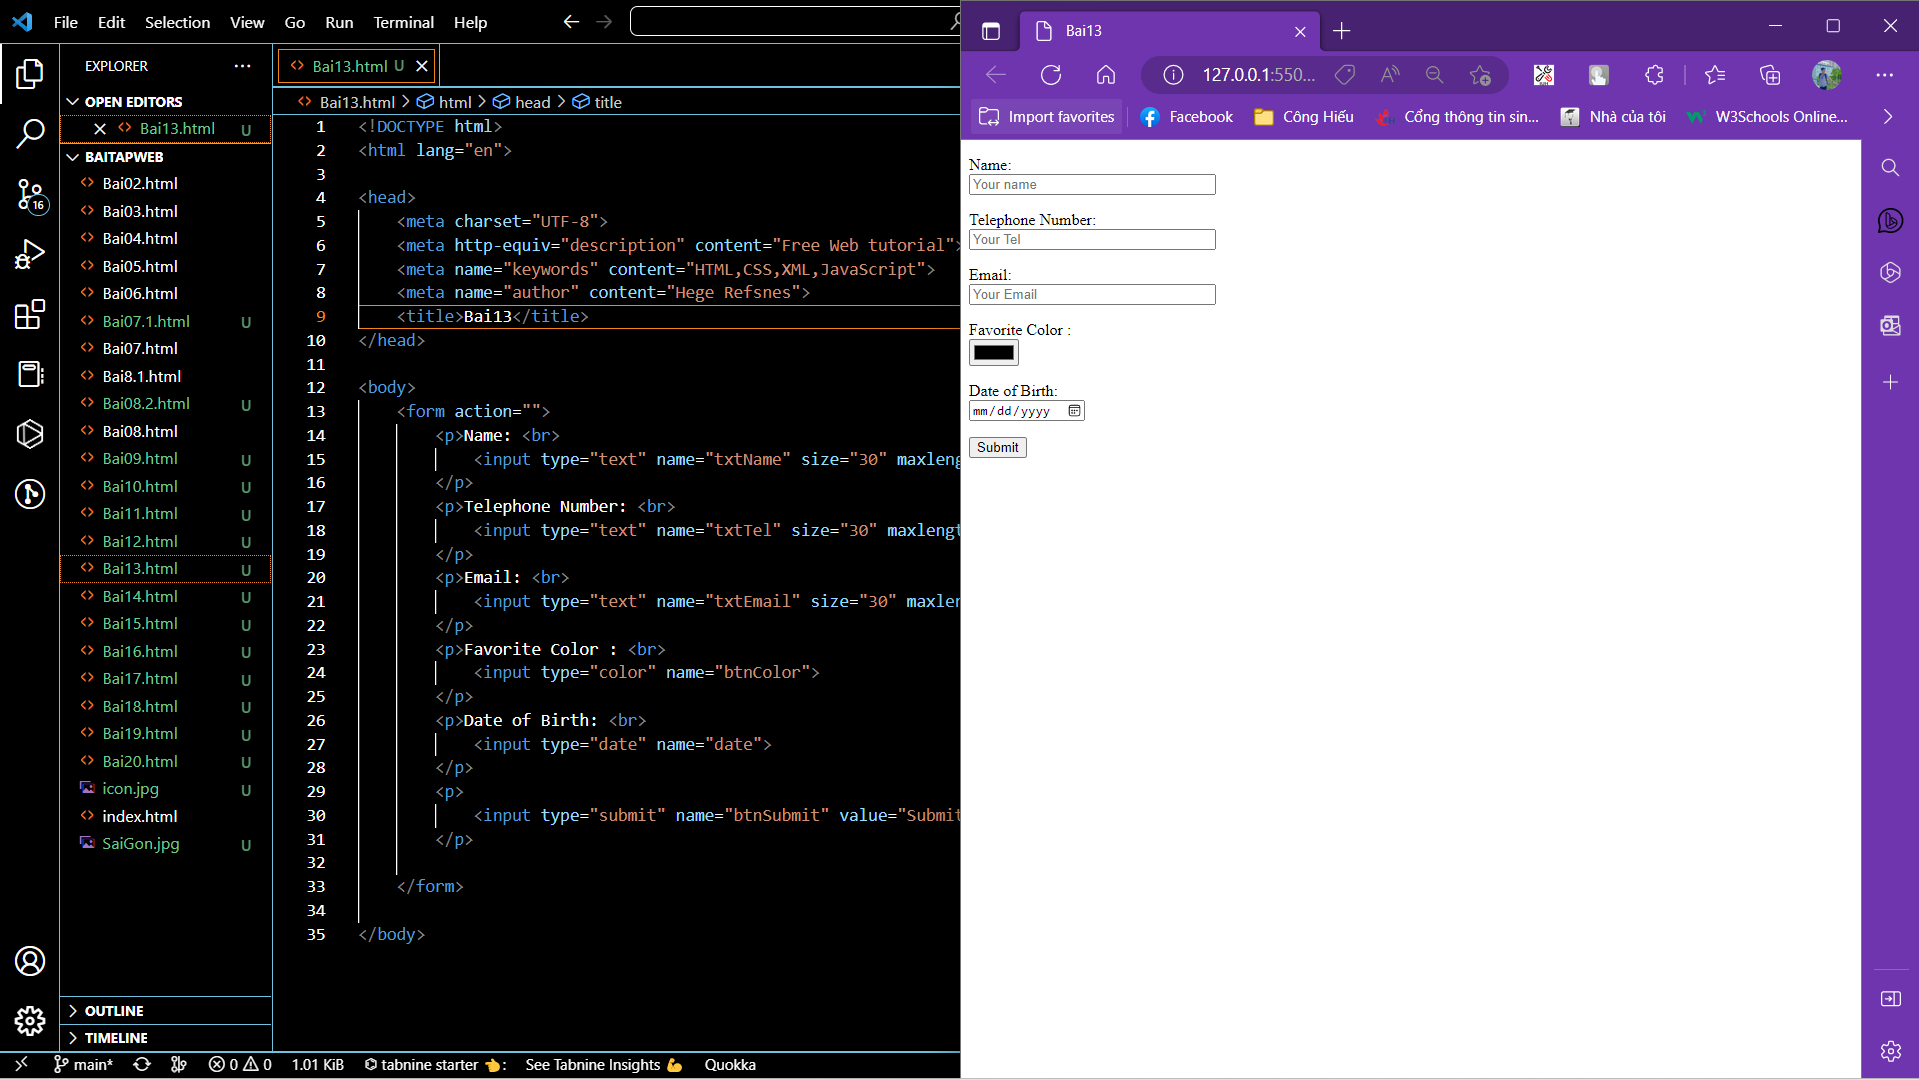 File Edit Selection View Go Run Terminal Help
EXPLORER
OPEN EDITORS
Bai13.html U
BAITAPWEB
Bai02.html
Bai03.html
Bai04.html
Bai05.html
Bai06.html
Bai07.1.html U
Bai07.html
Bai8.1.html
Bai08.2.html U
Bai08.html
Bai09.html U
Bai10.html U
Bai11.html U
Bai12.html U
Bai13.html U
Bai14.html U
Bai15.html U
Bai16.html U
Bai17.html U
Bai18.html U
Bai19.html U
Bai20.html U
icon.jpg U
index.html
SaiGon.jpg U
OUTLINE
TIMELINE
16
Bai13.html U
Bai13.html > html > head > title
1 <!DOCTYPE html>
2 <html lang="en">
3
4 <head>
5 <meta charset="UTF-8">
6 <meta http-equiv="description" content="Free Web tutorial">
7 <meta name="keywords" content="HTML,CSS,XML,JavaScript">
8 <meta name="author" content="Hege Refsnes">
9 <title>Bai13</title>
10 </head>
11
12 <body>
13 <form action="">
14 <p>Name: <br>
15 <input type="text" name="txtName" size="30" maxleng
16 </p>
17 <p>Telephone Number: <br>
18 <input type="text" name="txtTel" size="30" maxlengt
19 </p>
20 <p>Email: <br>
21 <input type="text" name="txtEmail" size="30" maxlen
22 </p>
23 <p>Favorite Color : <br>
24 <input type="color" name="btnColor">
25 </p>
26 <p>Date of Birth: <br>
27 <input type="date" name="date">
28 </p>
29 <p>
30 <input type="submit" name="btnSubmit" value="Submit
31 </p>
32
33 </form>
34
35 </body>
main* 0 0 1.01 KiB tabnine starter 👈: See Tabnine Insights 💪 Quokka
Bai13
127.0.0.1:550...
Import favorites Facebook Công Hiếu Cổng thông tin sin... Nhà của tôi W3Schools Online...
Name:
Your name
Telephone Number:
Your Tel
Email:
Your Email
Favorite Color :
Date of Birth:
mm/dd/yyyy
Submit